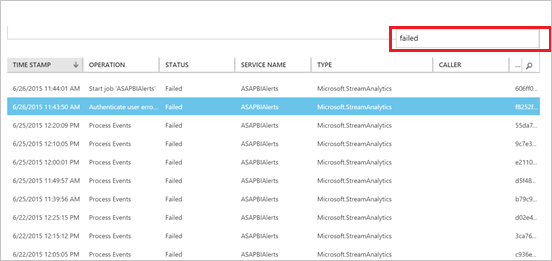 failed
TIME STAMP OPERATION STATUS SERVICE NAME TYPE CALLER ...
6/26/2015 11:44:01 AM Start job 'ASAPBIAlerts' Failed ASAPBIAlerts Microsoft.StreamAnalytics 606ff0...
6/26/2015 11:43:50 AM Authenticate user erro... Failed ASAPBIAlerts Microsoft.StreamAnalytics f8252f...
6/25/2015 12:20:09 PM Process Events Failed ASAPBIAlerts Microsoft.StreamAnalytics 55da7...
6/25/2015 12:10:05 PM Process Events Failed ASAPBIAlerts Microsoft.StreamAnalytics 9c7e3...
6/25/2015 12:00:01 PM Process Events Failed ASAPBIAlerts Microsoft.StreamAnalytics e2110...
6/25/2015 11:49:57 AM Process Events Failed ASAPBIAlerts Microsoft.StreamAnalytics d5f48...
6/25/2015 11:39:56 AM Process Events Failed ASAPBIAlerts Microsoft.StreamAnalytics b79c9...
6/22/2015 12:25:15 PM Process Events Failed ASAPBIAlerts Microsoft.StreamAnalytics d02e4...
6/22/2015 12:15:12 PM Process Events Failed ASAPBIAlerts Microsoft.StreamAnalytics 3ca76...
6/22/2015 12:05:05 PM Process Events Failed ASAPBIAlerts Microsoft.StreamAnalytics c936e...